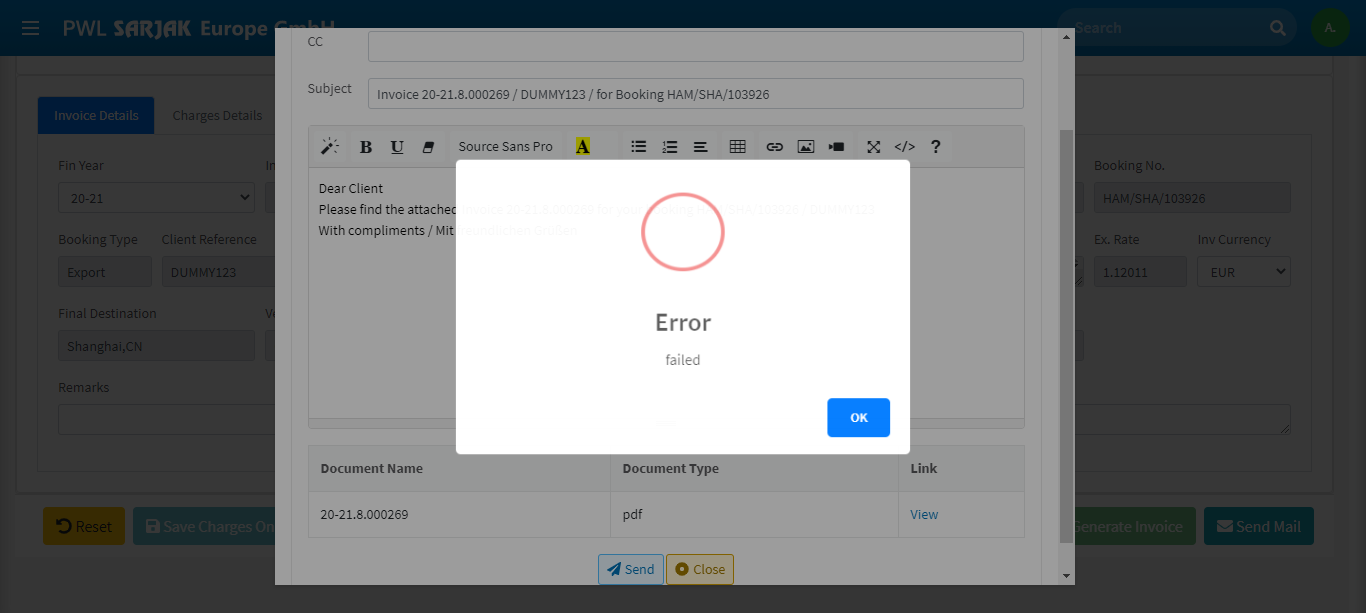 PWL SARJAK Europe GmbH
Search
A.
CC
Subject
Invoice 20-21.8.000269 / DUMMY123 / for Booking HAM/SHA/103926
Invoice Details
Charges Details
B U Source Sans Pro A </> ?
Fin Year
Booking No.
20-21
HAM/SHA/103926
Dear Client
Please find the attached Invoice 20-21.8.000269 for your Booking HAM/SHA/103926 / DUMMY123
With compliments / Mit
Booking Type
Client Reference
Ex. Rate
Inv Currency
Export
DUMMY123
1.12011
EUR
Final Destination
Shanghai,CN
Remarks
Error
failed
OK
Document Name
Document Type
Link
20-21.8.000269
pdf
View
Reset
Save Charges On
Generate Invoice
Send Mail
Send
Close